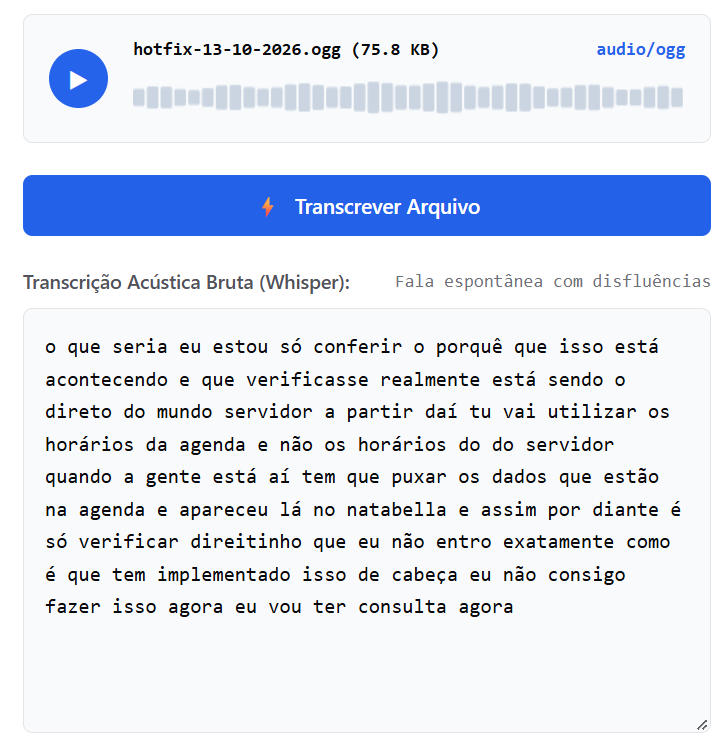 hotfix-13-10-2026.ogg (75.8 KB) audio/ogg
Transcrever Arquivo
Transcrição Acústica Bruta (Whisper): Fala espontânea com disfluências
o que seria eu estou só conferir o porquê que isso está
acontecendo e que verificasse realmente está sendo o
direto do mundo servidor a partir daí tu vai utilizar os
horários da agenda e não os horários do do servidor
quando a gente está aí tem que puxar os dados que estão
na agenda e apareceu lá no natabella e assim por diante é
só verificar direitinho que eu não entro exatamente como
é que tem implementado isso de cabeça eu não consigo
fazer isso agora eu vou ter consulta agora